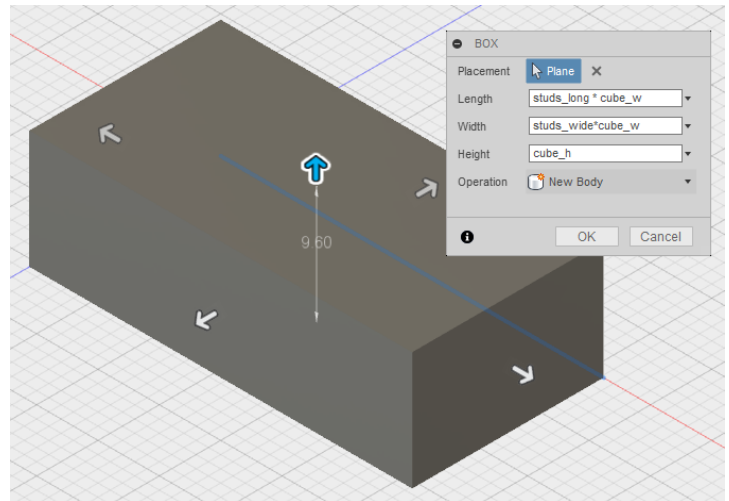 BOX
Placement Plane
Length studs_long * cube_w
Width studs_wide*cube_w
Height cube_h
Operation New Body
9.60
OK Cancel